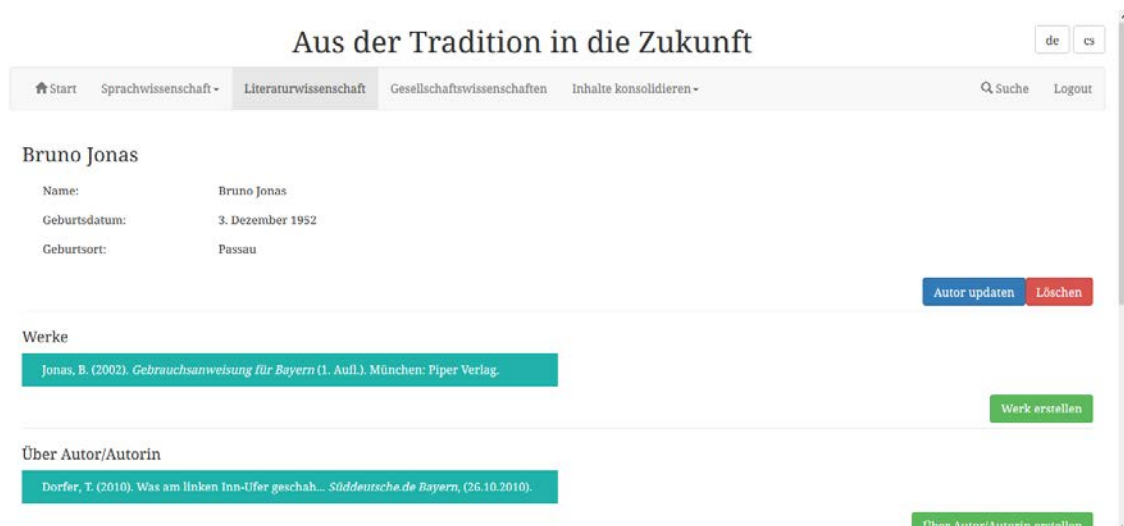 Aus der Tradition in die Zukunft
de cs
Start Sprachwissenschaft Literaturwissenschaft Gesellschaftswissenschaften Inhalte konsolidieren Suche Logout
Bruno Jonas
Name: Bruno Jonas
Geburtsdatum: 3. Dezember 1952
Geburtsort: Passau
Autor updaten Löschen
Werke
Jonas, B. (2002). Gebrauchsanweisung für Bayern (1. Aufl.). München: Piper Verlag.
Werk erstellen
Über Autor/Autorin
Dorfer, T. (2010). Was am linken Inn-Ufer geschah... Süddeutsche.de Bayern, (26.10.2010).
Über Autor/Autorin erstellen